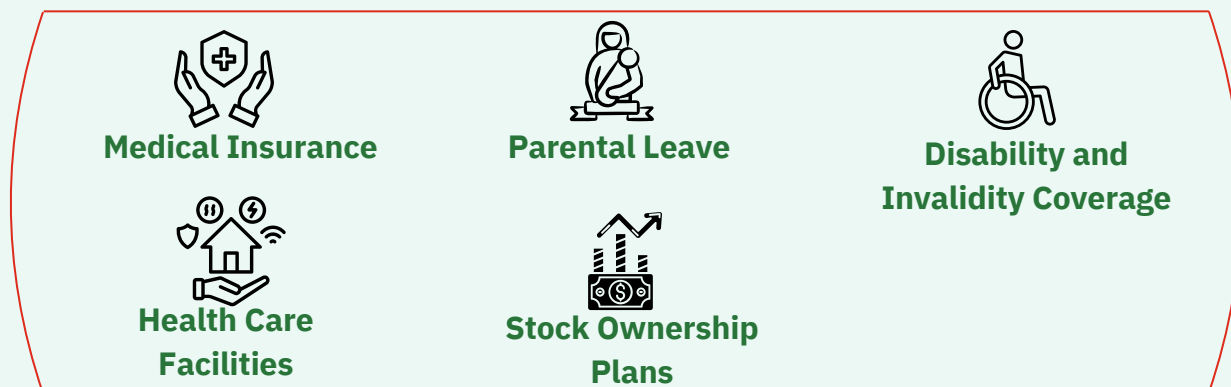 Medical Insurance
Parental Leave
Disability and
Invalidity Coverage
Health Care
Facilities
Stock Ownership
Plans